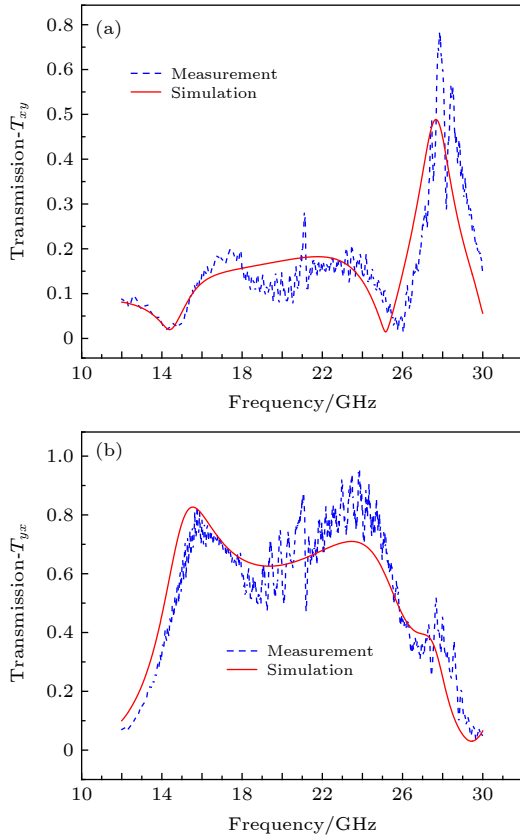 (a)
0.8
0.6
0.5
0.4
0.3
0.2
0.1
0
Transmission-Txy
Measurement
Simulation
10 14 18 22 26 30
Frequency/GHz
(b)
1.0
0.8
0.6
0.4
0.2
0
Transmission-Tyx
Measurement
Simulation
10 14 18 22 26 30
Frequency/GHz